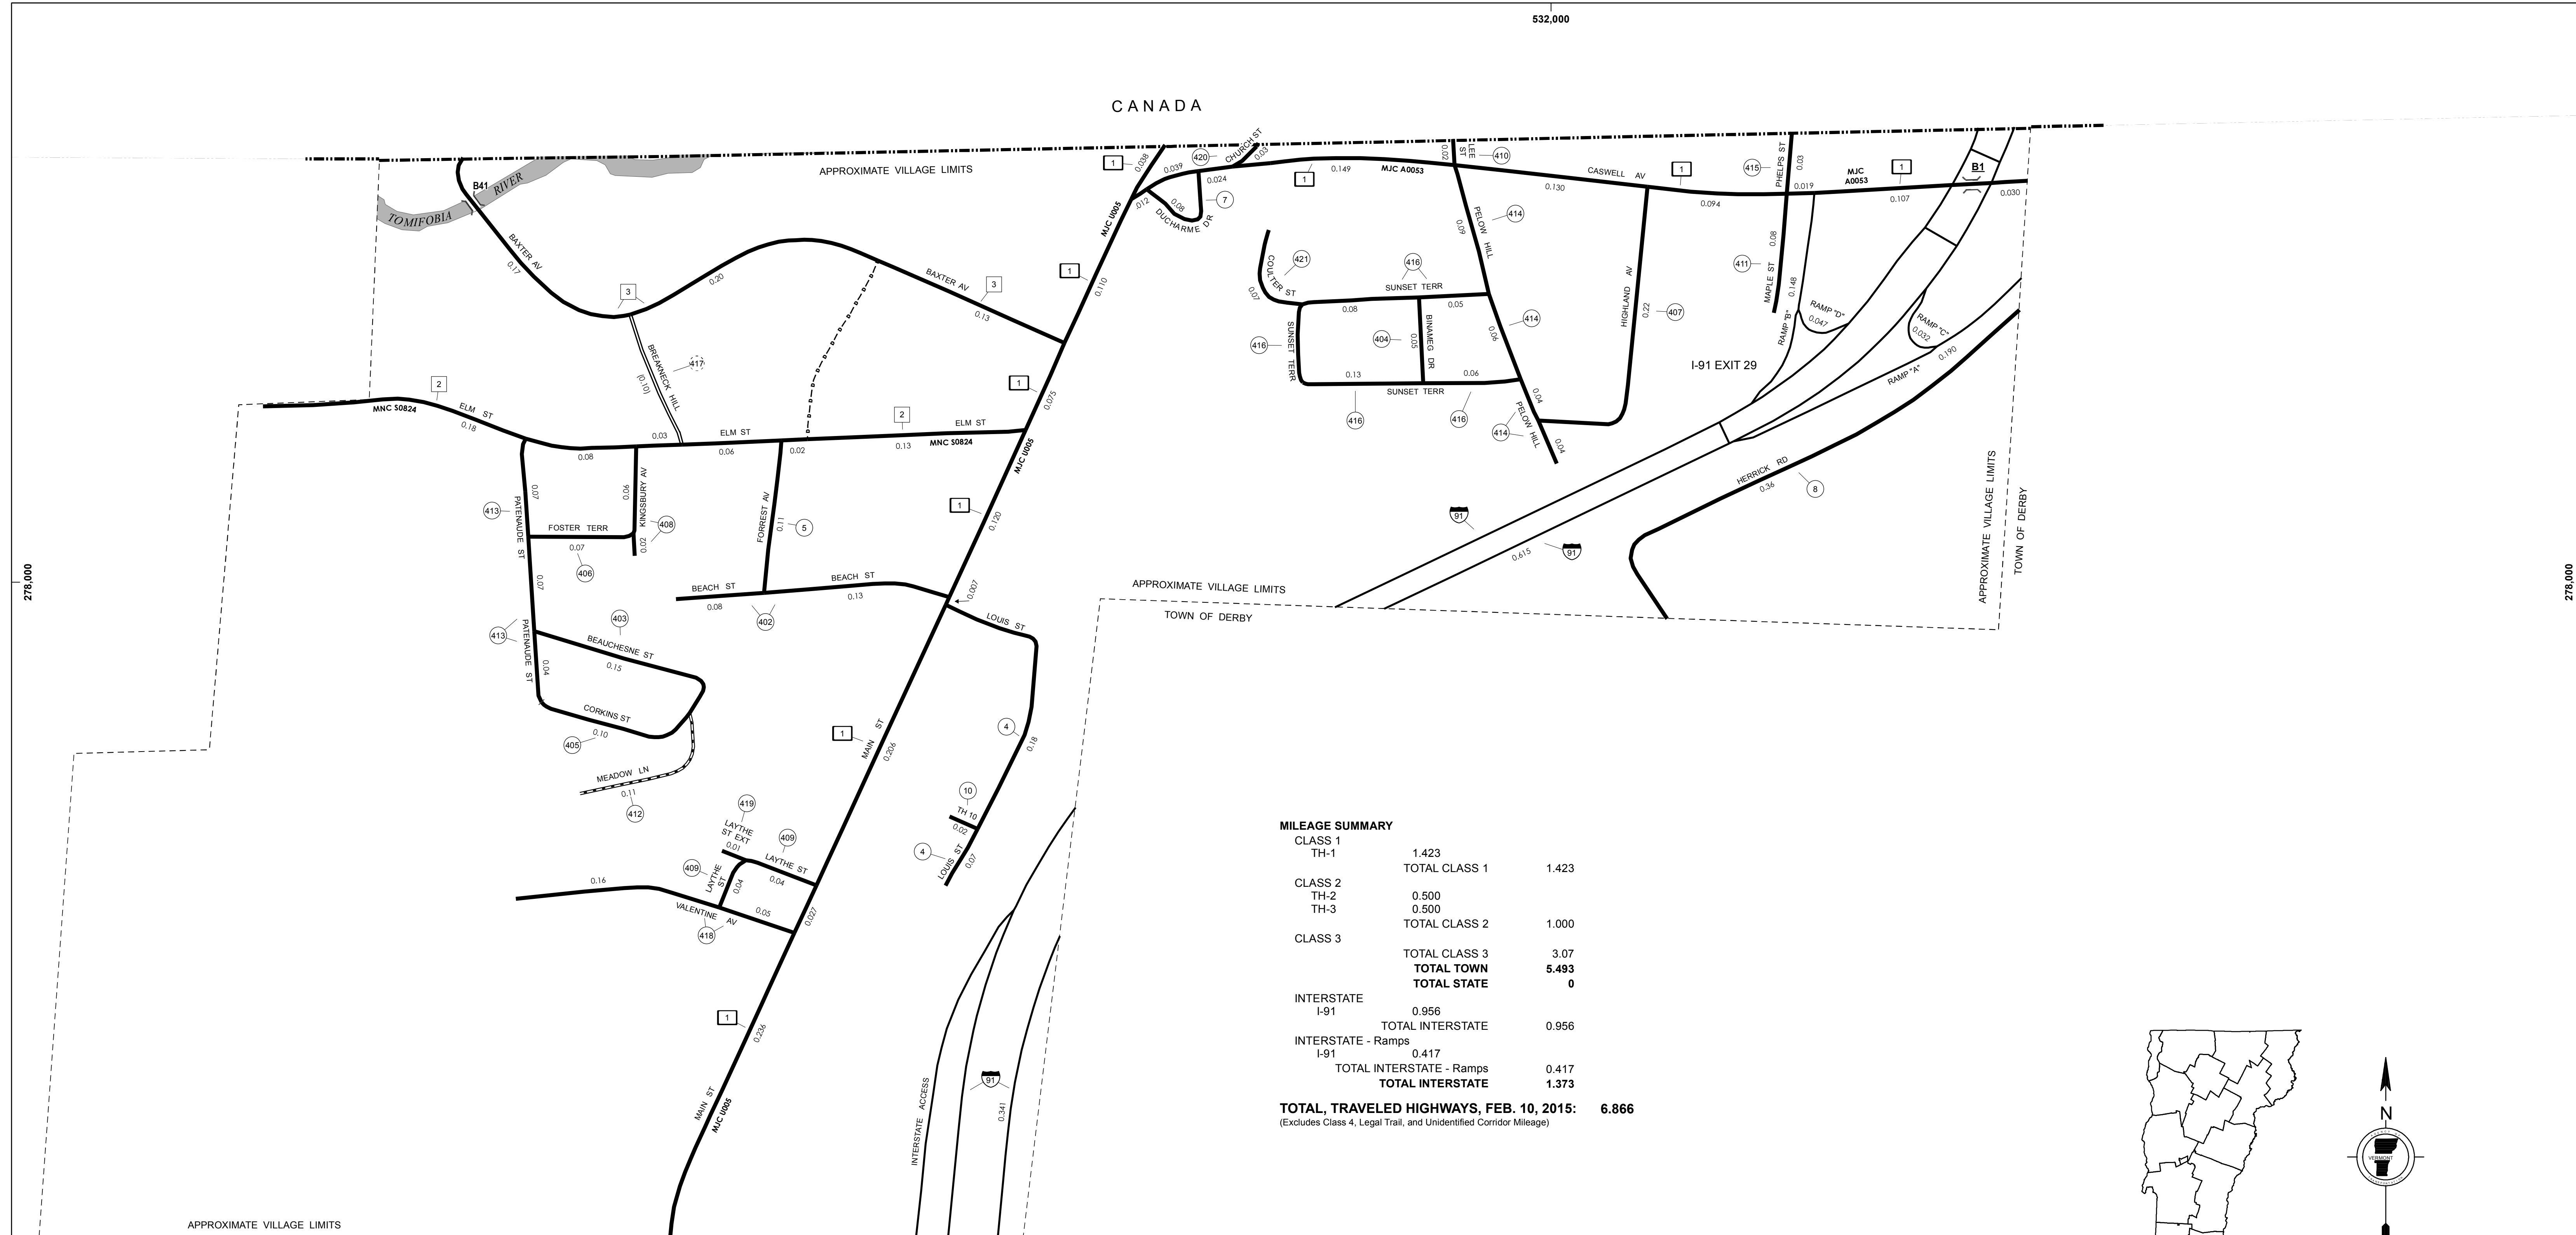 532,000
CANADA
APPROXIMATE VILLAGE LIMITS
B41
RIVER
TOMIFOBIA
BAXTER AV
0.17
3
0.20
BAXTER AV
3
0.13
BREAKNECK HILL
417
(0.10)
2
MNC S0824
ELM ST
0.18
0.08
0.03
ELM ST
0.06
0.02
2
0.13
MNC S0824
ELM ST
1
0.038
0.039
420
CHURCH ST
0.03
0.024
.012
0.08
DUCHARME DR
7
MJC U005
1
0.110
1
0.075
MJC U005
1
0.149
MJC A0053
0.02
LEE ST
410
0.130
CASWELL AV
1
0.094
415
PHELPS ST
0.03
0.019
MJC
A0053
1
0.107
B1
0.030
PELOW HILL
0.09
414
421
COULTER ST
0.07
416
SUNSET TERR
0.08
0.05
416
SUNSET TERR
404
BINAMEG DR
0.05
0.06
414
0.13
0.06
SUNSET TERR
416
416
0.04
PELOW HILL
414
0.04
HIGHLAND AV
0.22
407
411
MAPLE ST
0.08
0.148
RAMP "B"
RAMP "D"
0.047
RAMP "C"
0.032
0.190
RAMP "A"
I-91 EXIT 29
HERRICK RD
0.36
8
91
0.615
91
APPROXIMATE VILLAGE LIMITS
TOWN OF DERBY
APPROXIMATE VILLAGE LIMITS
TOWN OF DERBY
278,000
278,000
413
PATENAUDE ST
0.07
FOSTER TERR
0.07
406
0.06
KINGSBURY AV
408
0.02
FORREST AV
0.11
5
1
0.120
BEACH ST
0.08
402
BEACH ST
0.13
0.007
LOUIS ST
0.07
413
PATENAUDE ST
0.04
403
BEAUCHESNE ST
0.15
CORKINS ST
0.10
405
MEADOW LN
0.11
412
1
MAIN ST
0.206
4
0.18
10
TH 10
0.02
4
LOUIS ST
0.07
419
LAYTHE
ST EXT
0.01
409
LAYTHE ST
0.04
409
LAYTHE ST
0.04
0.16
VALENTINE AV
0.05
418
0.027
1
0.236
MAIN ST
MJC U005
INTERSTATE ACCESS
91
0.341
APPROXIMATE VILLAGE LIMITS
MILEAGE SUMMARY
CLASS 1
TH-1 1.423
TOTAL CLASS 1 1.423
CLASS 2
TH-2 0.500
TH-3 0.500
TOTAL CLASS 2 1.000
CLASS 3
TOTAL CLASS 3 3.07
TOTAL TOWN 5.493
TOTAL STATE 0
INTERSTATE
I-91 0.956
TOTAL INTERSTATE 0.956
INTERSTATE - Ramps
I-91 0.417
TOTAL INTERSTATE - Ramps 0.417
TOTAL INTERSTATE 1.373
TOTAL, TRAVELED HIGHWAYS, FEB. 10, 2015: 6.866
(Excludes Class 4, Legal Trail, and Unidentified Corridor Mileage)
N
VERMONT